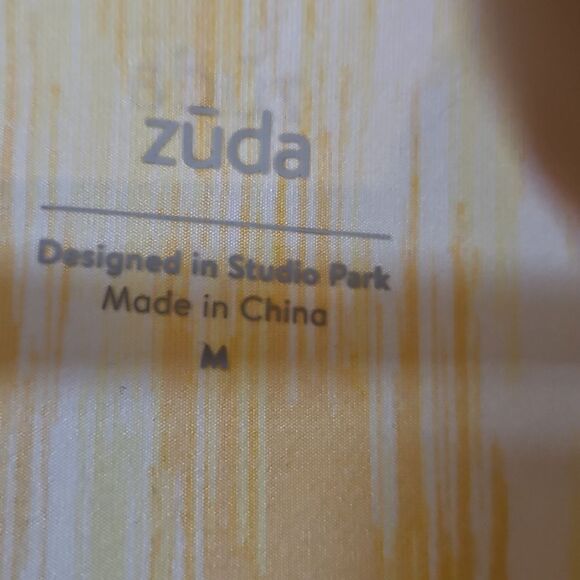 zūda
Designed in Studio Park
Made in China
M